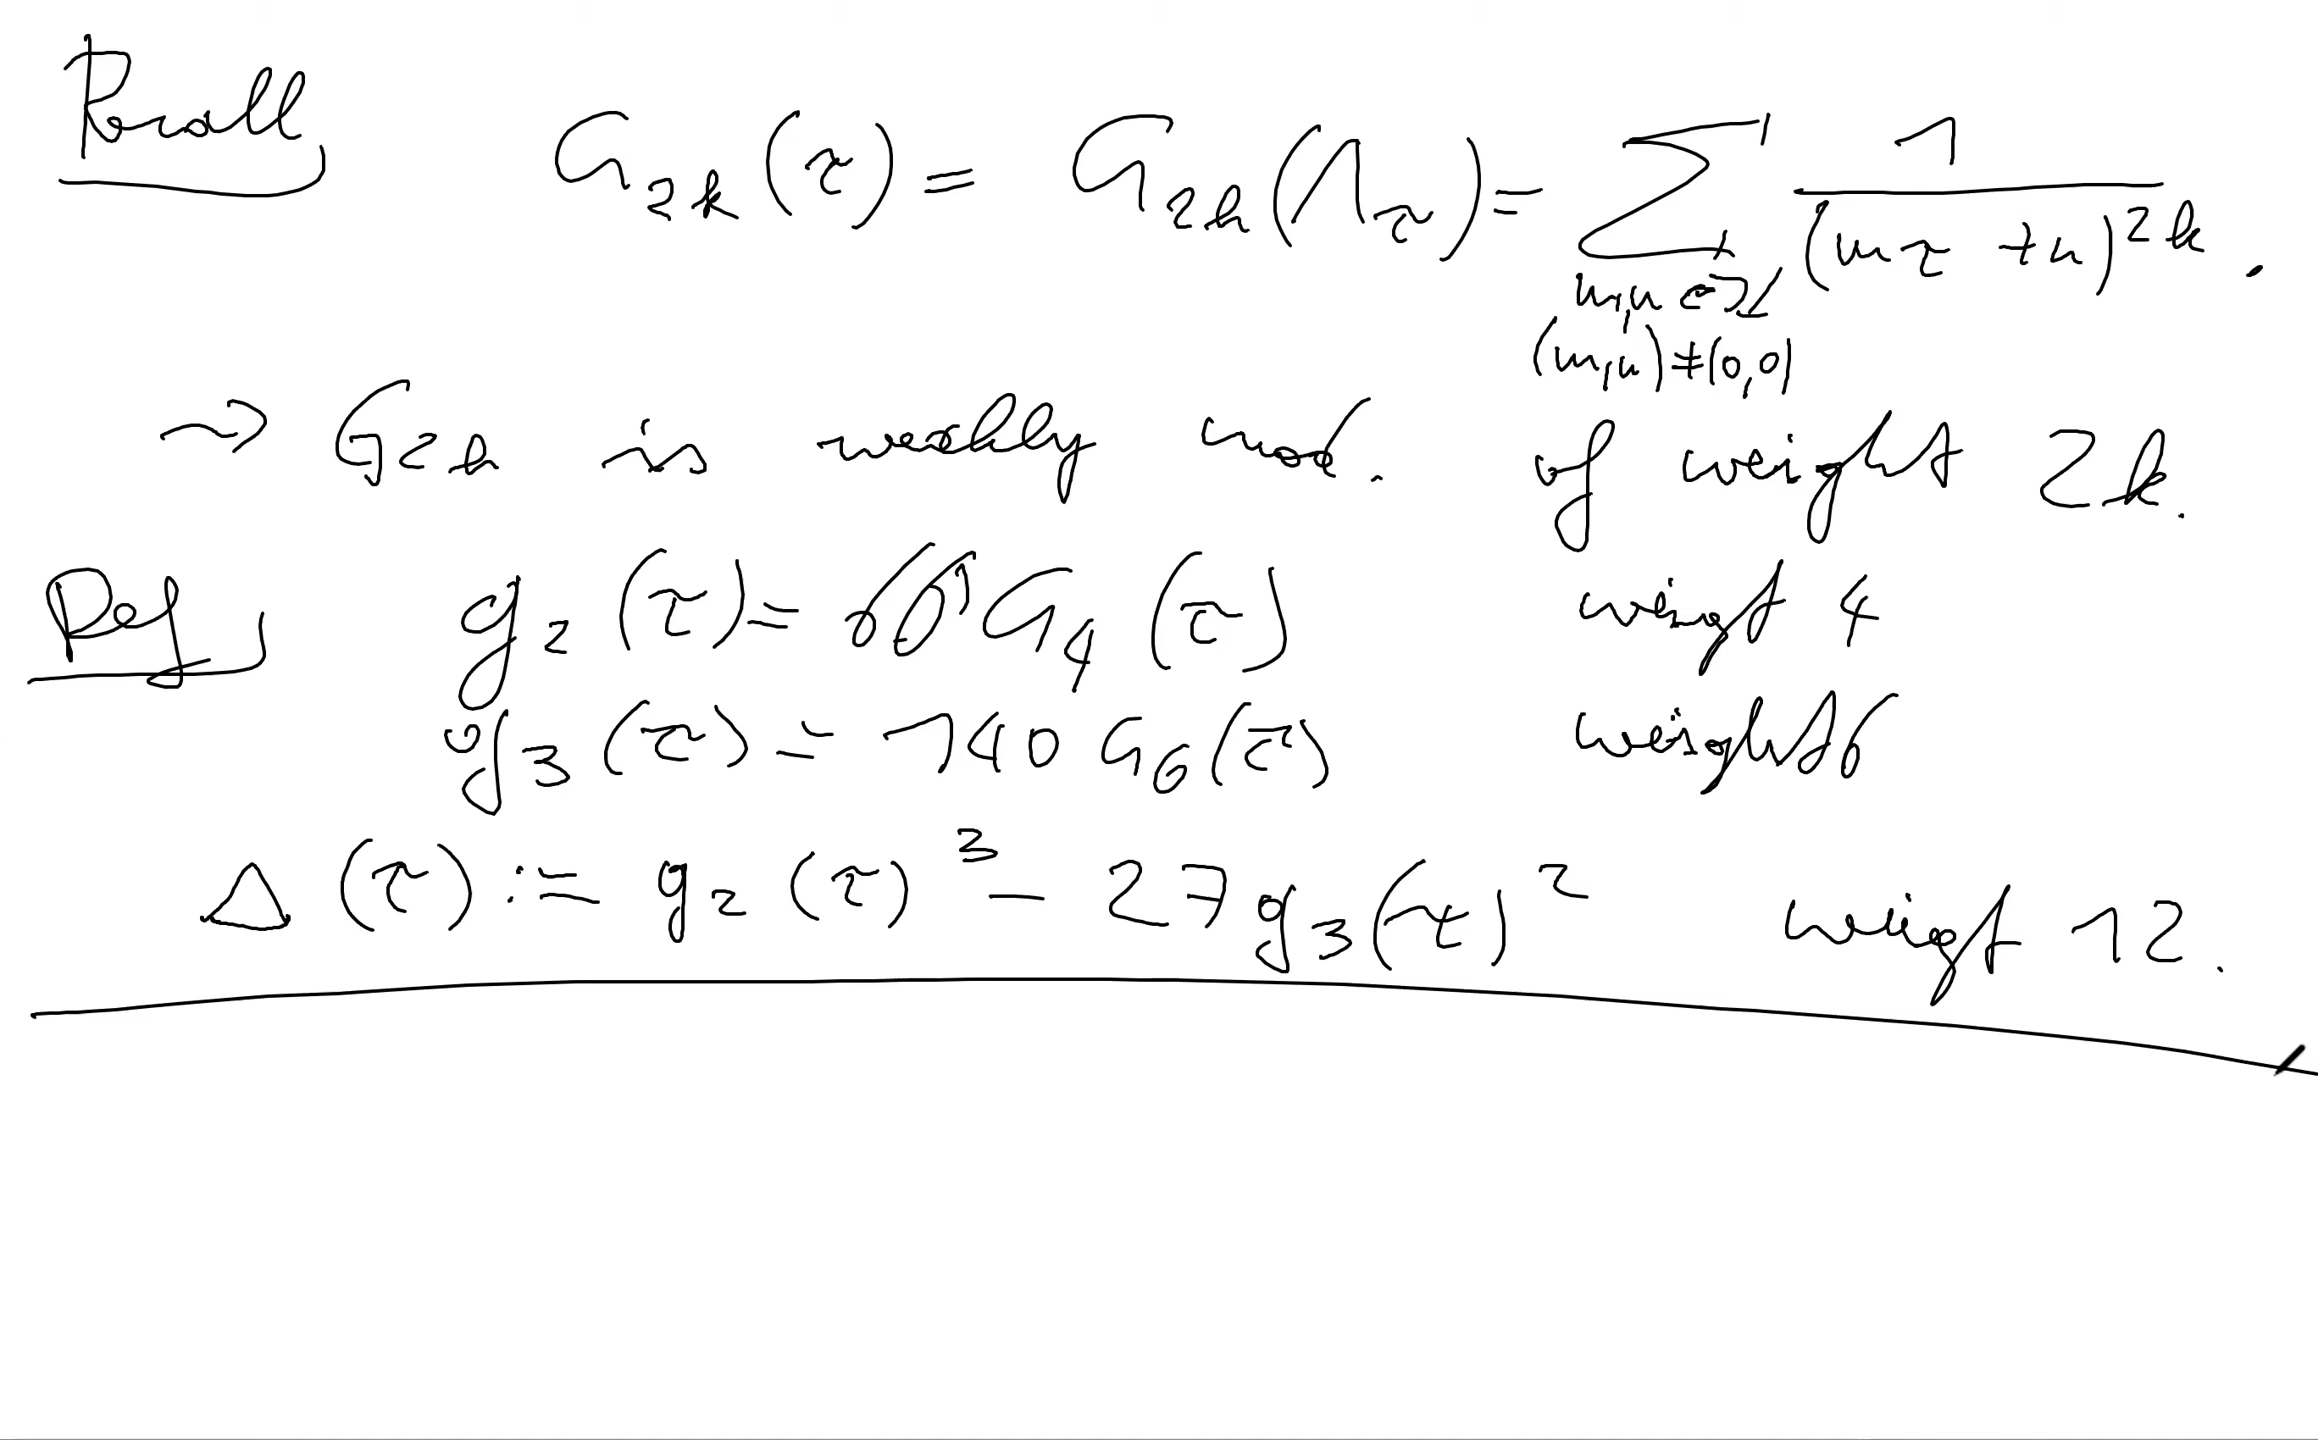 Recall G_{2k}(τ) = G_{2k}(Λ_τ) = ∑_{m,n∈ℤ, (m,n)≠(0,0)} 1/(mτ+n)^{2k}.
→ G_{2k} is weakly mod. of weight 2k.
Def g_2(τ) = 60 G_4(τ) weight 4
g_3(τ) = 140 G_6(τ) weight 6
Δ(τ) := g_2(τ)^3 − 27 g_3(τ)^2 weight 12.